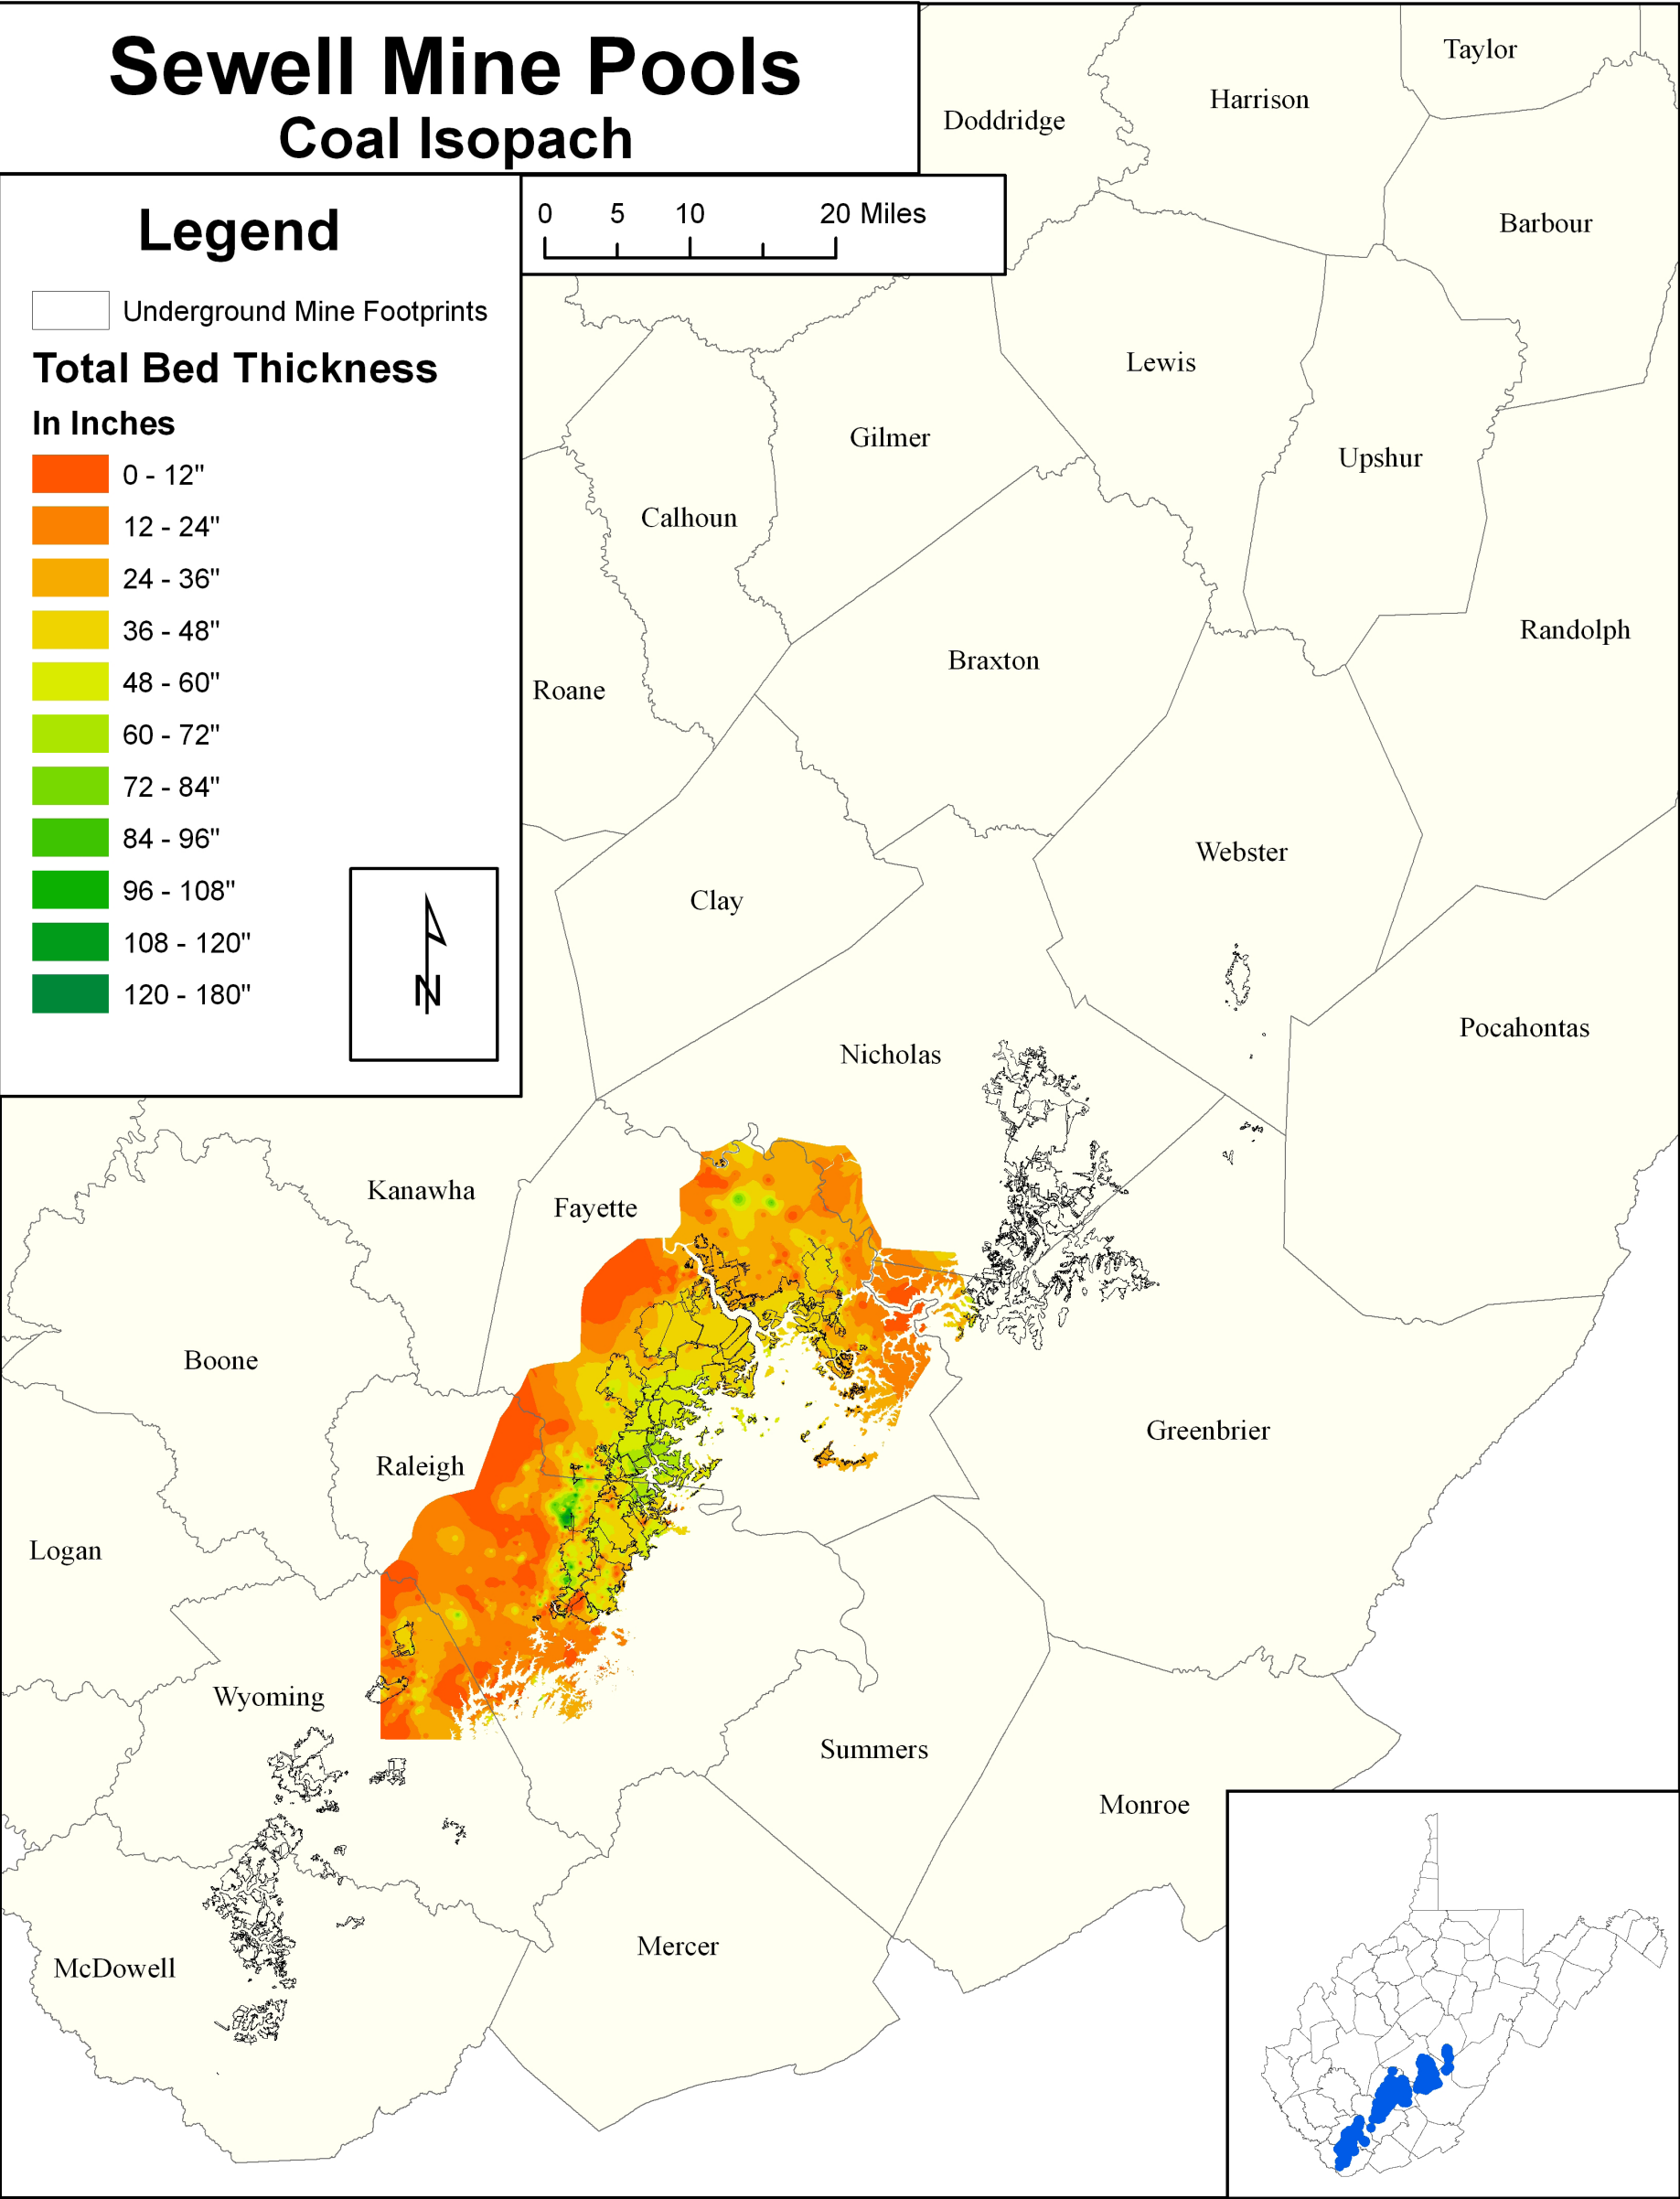 Sewell Mine Pools
Coal Isopach
Legend
Underground Mine Footprints
Total Bed Thickness
In Inches
0 - 12"
12 - 24"
24 - 36"
36 - 48"
48 - 60"
60 - 72"
72 - 84"
84 - 96"
96 - 108"
108 - 120"
120 - 180"
N
0 5 10 20 Miles
Taylor
Harrison
Doddridge
Barbour
Lewis
Gilmer
Upshur
Calhoun
Randolph
Braxton
Roane
Webster
Clay
Pocahontas
Nicholas
Kanawha
Fayette
Boone
Greenbrier
Raleigh
Logan
Wyoming
Summers
Monroe
Mercer
McDowell